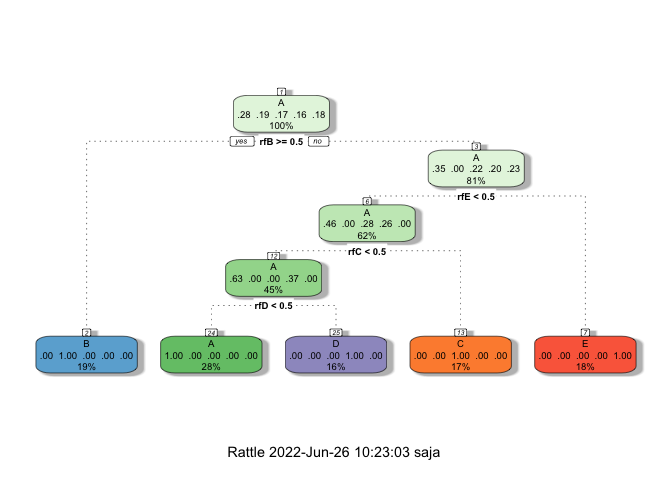 1
A
.28 .19 .17 .16 .18
100%
yes rfB >= 0.5 no
3
A
.35 .00 .22 .20 .23
81%
rfE < 0.5
6
A
.46 .00 .28 .26 .00
62%
rfC < 0.5
12
A
.63 .00 .00 .37 .00
45%
rfD < 0.5
2
B
.00 1.00 .00 .00 .00
19%
24
A
1.00 .00 .00 .00 .00
28%
25
D
.00 .00 .00 1.00 .00
16%
13
C
.00 .00 1.00 .00 .00
17%
7
E
.00 .00 .00 .00 1.00
18%
Rattle 2022-Jun-26 10:23:03 saja